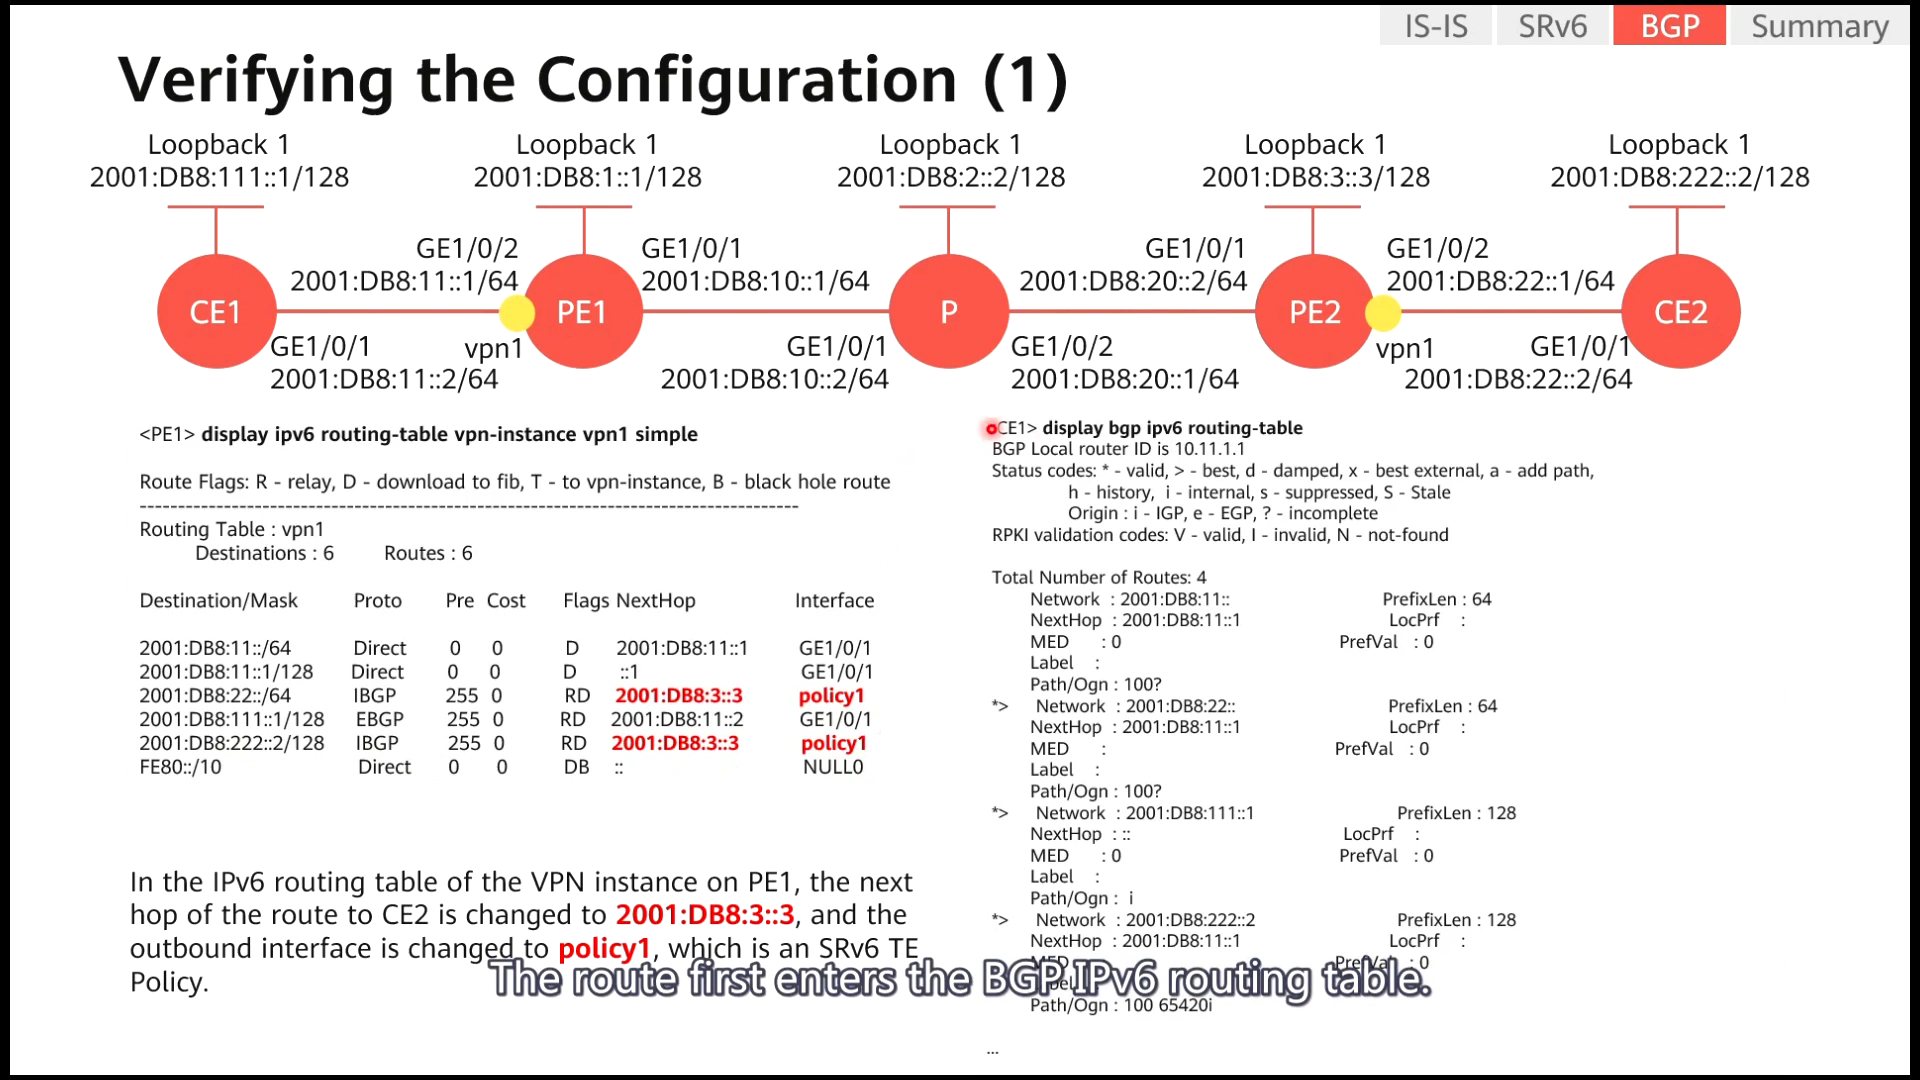 IS-IS SRv6 BGP Summary
Verifying the Configuration (1)
Loopback 1 Loopback 1 Loopback 1 Loopback 1 Loopback 1
2001:DB8:111::1/128 2001:DB8:1::1/128 2001:DB8:2::2/128 2001:DB8:3::3/128 2001:DB8:222::2/128
GE1/0/2 GE1/0/1 GE1/0/1 GE1/0/2
2001:DB8:11::1/64 2001:DB8:10::1/64 2001:DB8:20::2/64 2001:DB8:22::1/64
CE1 PE1 P PE2 CE2
GE1/0/1 vpn1 GE1/0/1 GE1/0/2 vpn1 GE1/0/1
2001:DB8:11::2/64 2001:DB8:10::2/64 2001:DB8:20::1/64 2001:DB8:22::2/64
<PE1> display ipv6 routing-table vpn-instance vpn1 simple
Route Flags: R - relay, D - download to fib, T - to vpn-instance, B - black hole route
------------------------------------------------------------------------------------
Routing Table : vpn1
Destinations : 6 Routes : 6
Destination/Mask Proto Pre Cost Flags NextHop Interface
2001:DB8:11::/64 Direct 0 0 D 2001:DB8:11::1 GE1/0/1
2001:DB8:11::1/128 Direct 0 0 D ::1 GE1/0/1
2001:DB8:22::/64 IBGP 255 0 RD 2001:DB8:3::3 policy1
2001:DB8:111::1/128 EBGP 255 0 RD 2001:DB8:11::2 GE1/0/1
2001:DB8:222::2/128 IBGP 255 0 RD 2001:DB8:3::3 policy1
FE80::/10 Direct 0 0 DB :: NULL0
In the IPv6 routing table of the VPN instance on PE1, the next
hop of the route to CE2 is changed to 2001:DB8:3::3, and the
outbound interface is changed to policy1, which is an SRv6 TE
Policy.
CE1> display bgp ipv6 routing-table
BGP Local router ID is 10.11.1.1
Status codes: * - valid, > - best, d - damped, x - best external, a - add path,
h - history, i - internal, s - suppressed, S - Stale
Origin : i - IGP, e - EGP, ? - incomplete
RPKI validation codes: V - valid, I - invalid, N - not-found
Total Number of Routes: 4
Network : 2001:DB8:11:: PrefixLen : 64
NextHop : 2001:DB8:11::1 LocPrf :
MED : 0 PrefVal : 0
Label :
Path/Ogn : 100?
*> Network : 2001:DB8:22:: PrefixLen : 64
NextHop : 2001:DB8:11::1 LocPrf :
MED : PrefVal : 0
Label :
Path/Ogn : 100?
*> Network : 2001:DB8:111::1 PrefixLen : 128
NextHop : :: LocPrf :
MED : 0 PrefVal : 0
Label :
Path/Ogn : i
*> Network : 2001:DB8:222::2 PrefixLen : 128
NextHop : 2001:DB8:11::1 LocPrf :
MED PrefVal : 0
Path/Ogn : 100 65420i
...
The route first enters the BGP IPv6 routing table.